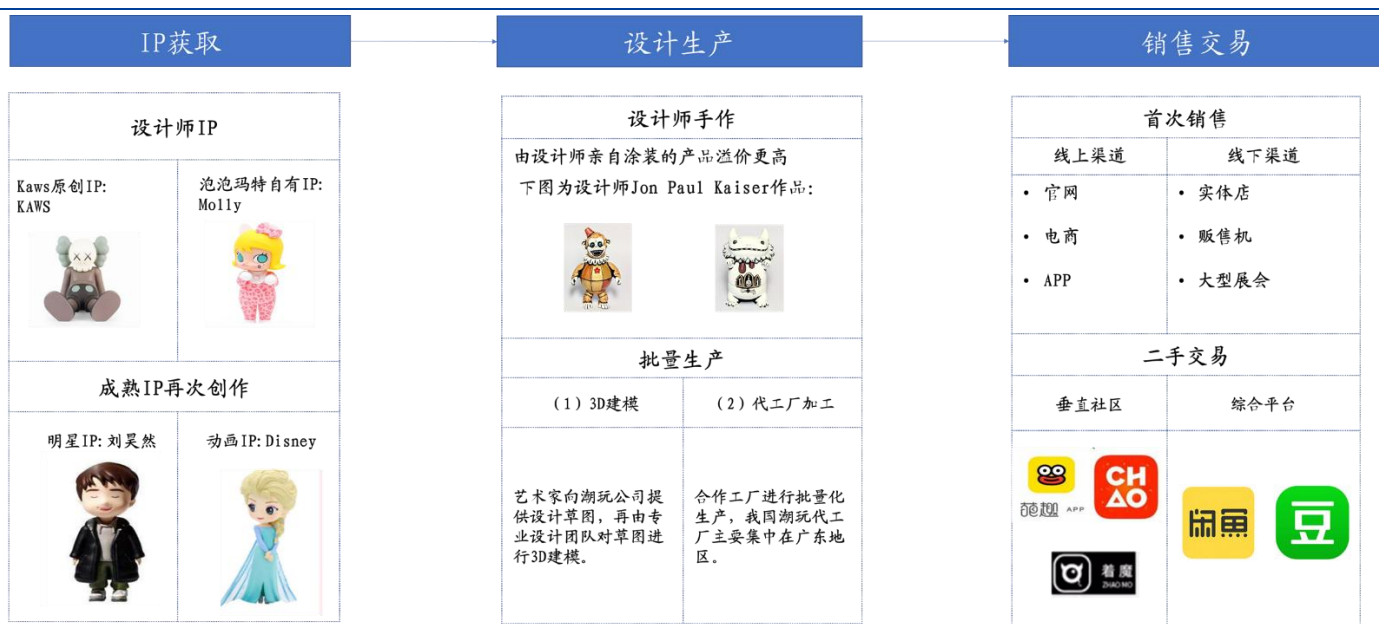 IP获取
设计生产
销售交易
设计师IP
Kaws原创IP:
KAWS
泡泡玛特自有IP:
Molly
成熟IP再次创作
明星IP:刘昊然
动画IP:Disney
设计师手作
由设计师亲自涂装的产品溢价更高
下图为设计师Jon Paul Kaiser作品:
批量生产
(1)3D建模
(2)代工厂加工
艺术家向潮玩公司提
供设计草图,再由专
业设计团队对草图进
行3D建模。
合作工厂进行批量化
生产,我国潮玩代工
厂主要集中在广东地
区。
首次销售
线上渠道
线下渠道
• 官网
• 电商
• APP
• 实体店
• 贩售机
• 大型展会
二手交易
垂直社区
综合平台
葩趣 APP
CH
AO
着魔
ZHAOMO
闲鱼
豆